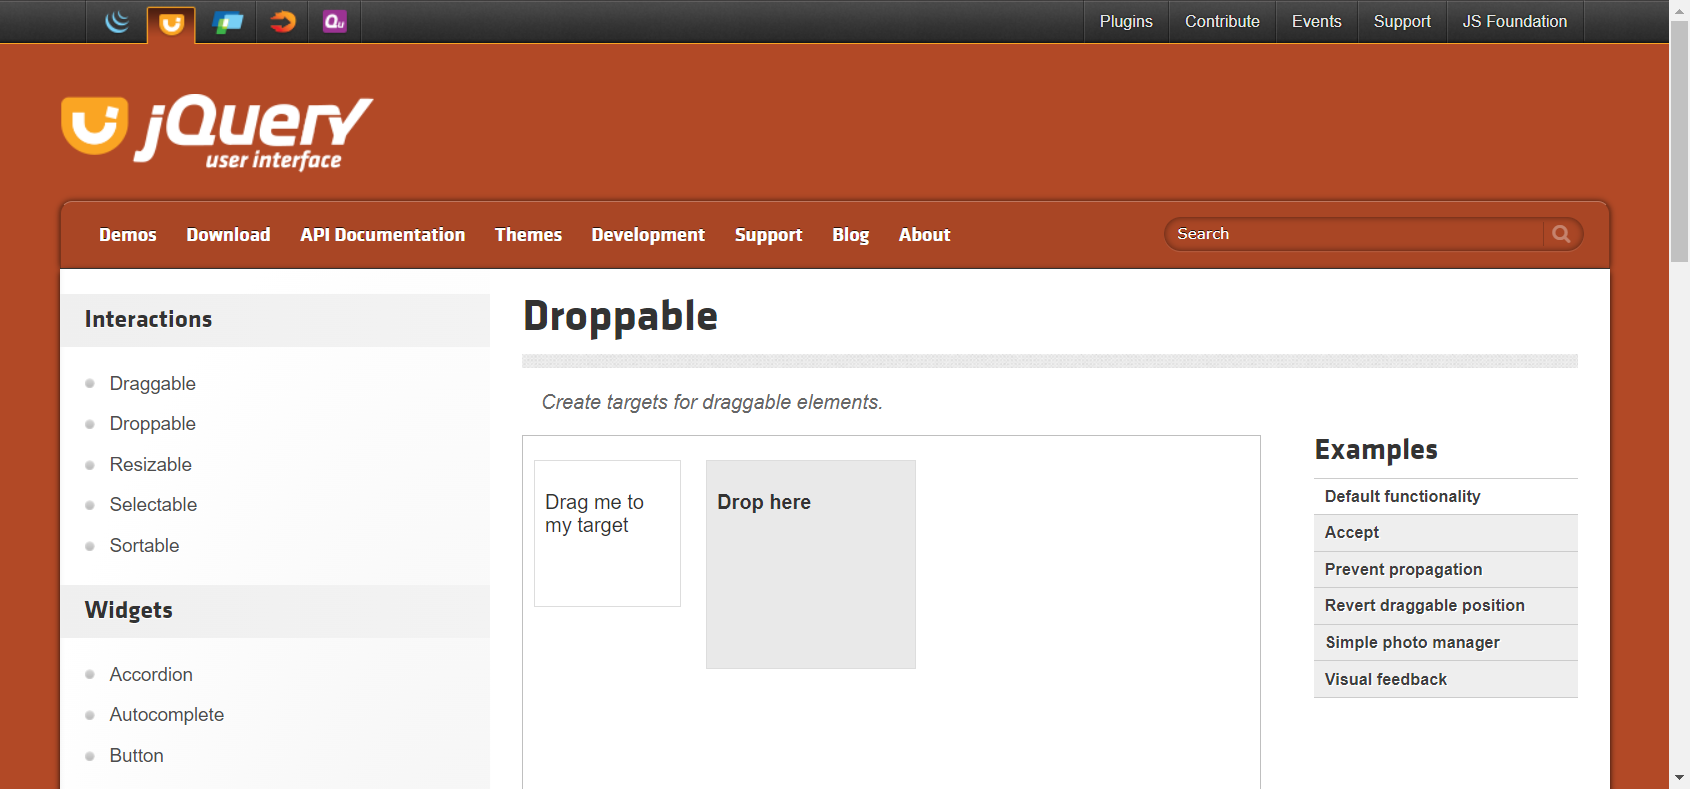 Qu
Plugins
Contribute
Events
Support
JS Foundation
jQuery
user interface
Demos
Download
API Documentation
Themes
Development
Support
Blog
About
Search
Interactions
Draggable
Droppable
Resizable
Selectable
Sortable
Widgets
Accordion
Autocomplete
Button
Droppable
Create targets for draggable elements.
Drag me to
my target
Drop here
Examples
Default functionality
Accept
Prevent propagation
Revert draggable position
Simple photo manager
Visual feedback